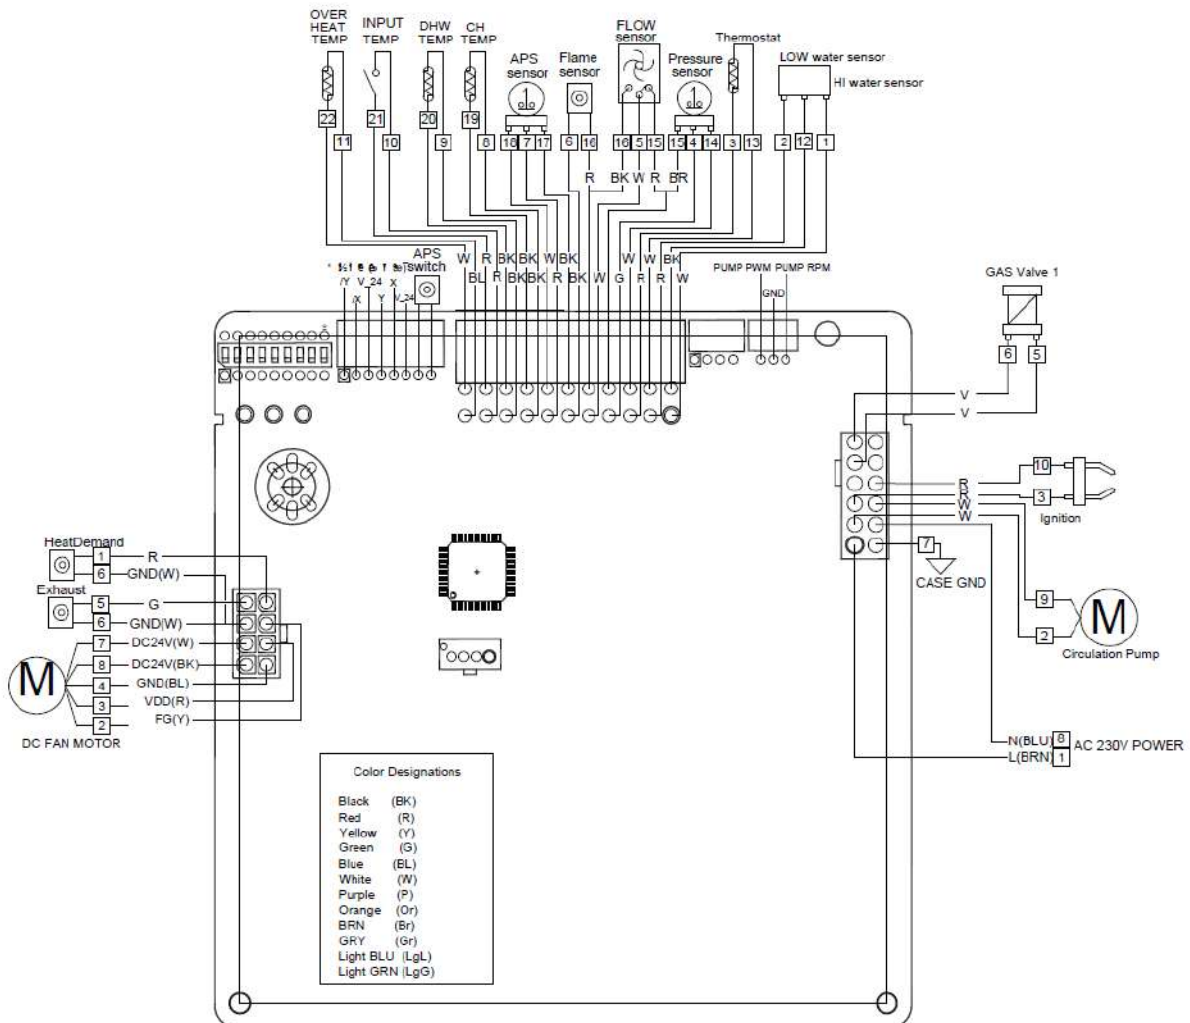 OVER
HEAT
TEMP
INPUT
TEMP
DHW
TEMP
CH
TEMP
APS
sensor
Flame
sensor
FLOW
sensor
Pressure
sensor
Thermostat
LOW water sensor
HI water sensor
22
11
21
10
20
9
19
8
18
7
17
6
16
16
5
15
15
4
14
3
13
2
12
1
R
BK
W
R
BR
W
R
BK
BK
W
BK
W
W
BK
BL
R
BK
BK
R
BK
W
G
R
R
W
APS
switch
/Y
V_24
X
/X
Y
V_24
PUMP PWM
PUMP RPM
GND
GAS Valve 1
6
5
V
V
10
R
R
3
W
W
Ignition
7
CASE GND
9
2
M
Circulation Pump
N(BLU)
8
L(BRN)
1
AC 230V POWER
HeatDemand
1
R
6
GND(W)
Exhaust
5
G
6
GND(W)
7
DC24V(W)
8
DC24V(BK)
4
GND(BL)
3
VDD(R)
2
FG(Y)
M
DC FAN MOTOR
Color Designations
Black (BK)
Red (R)
Yellow (Y)
Green (G)
Blue (BL)
White (W)
Purple (P)
Orange (Or)
BRN (Br)
GRY (Gr)
Light BLU (LgL)
Light GRN (LgG)